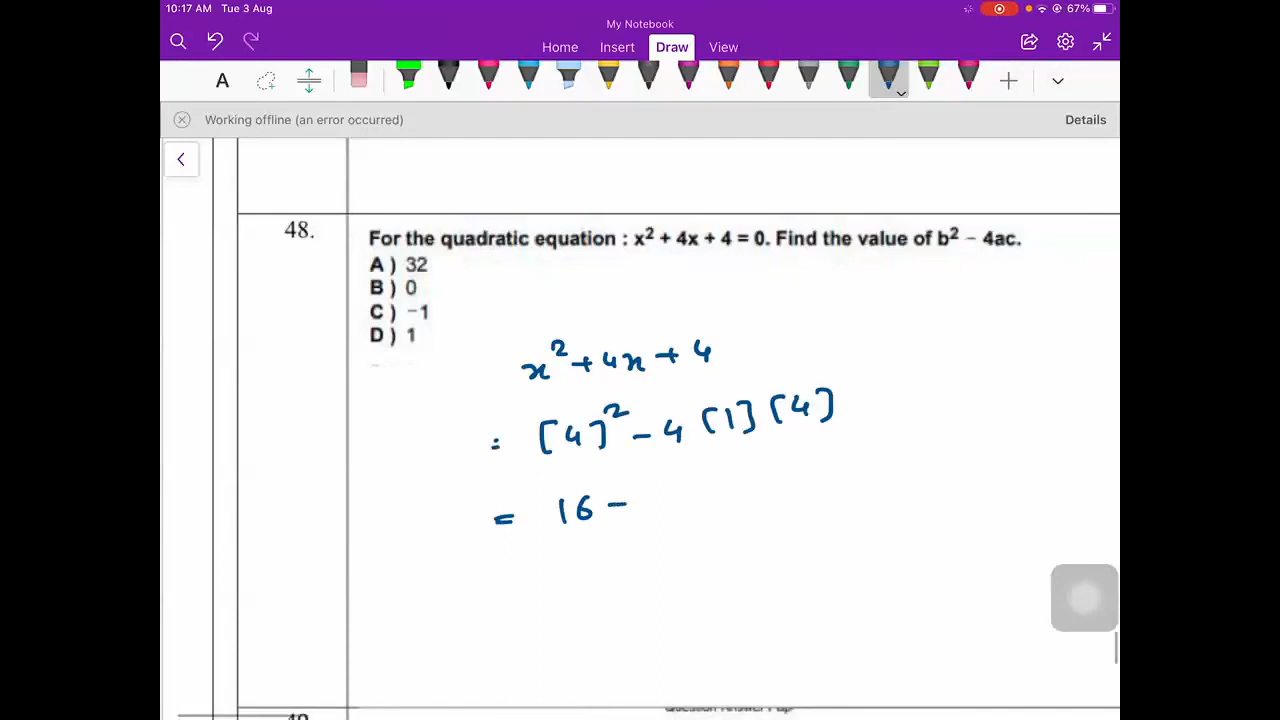 10:17 AM Tue 3 Aug
67%
My Notebook
Home Insert Draw View
A
Working offline (an error occurred)
Details
48.
For the quadratic equation : x² + 4x + 4 = 0. Find the value of b² − 4ac.
A ) 32
B ) 0
C ) −1
D ) 1
x² + 4x + 4
= [4]² − 4 [1] [4]
= 16 −